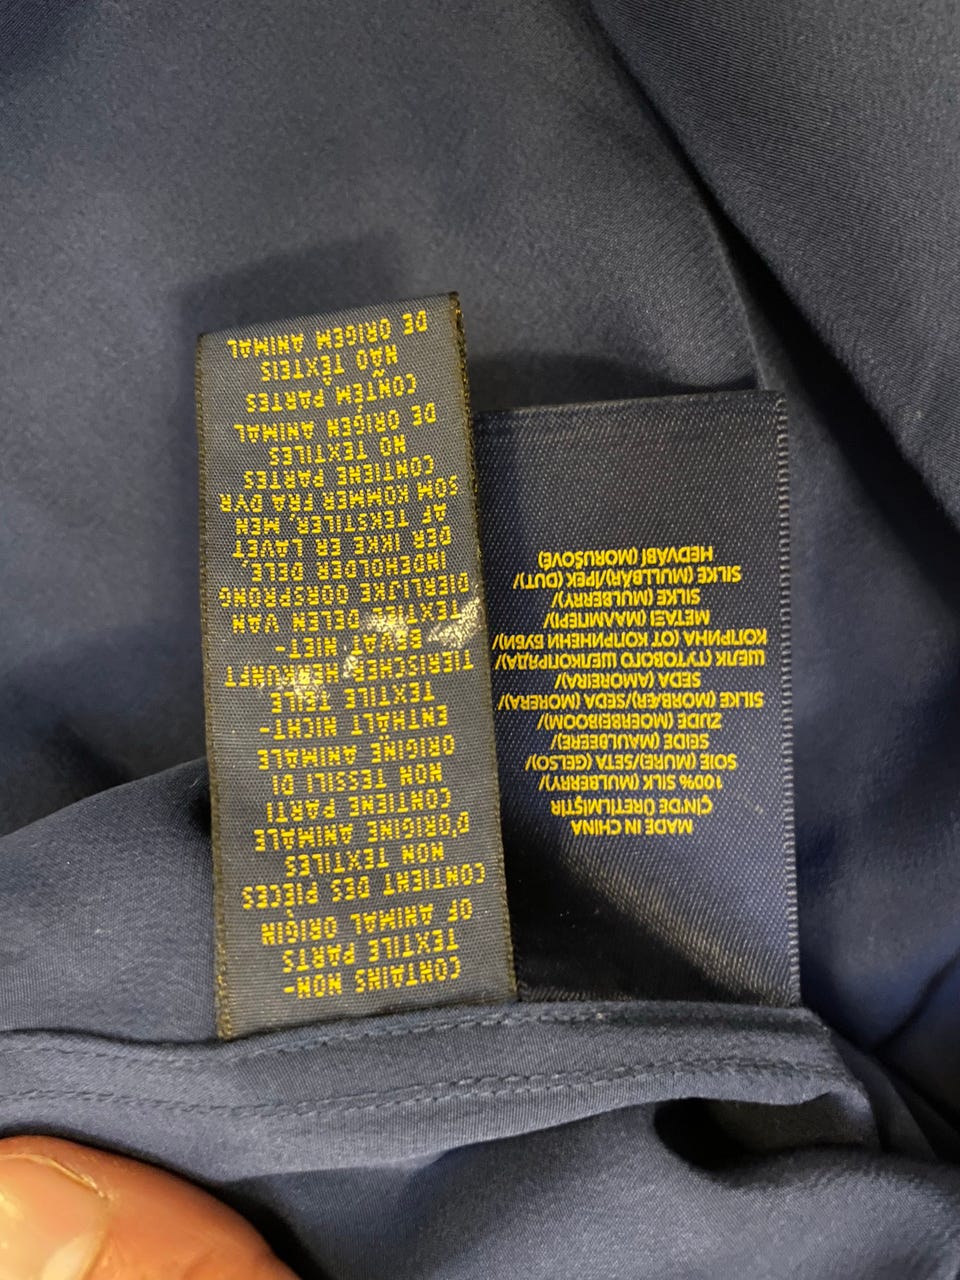 CONTAINS NON-
TEXTILE PARTS
OF ANIMAL ORIGIN
CONTIENT DES PIÈCES
NON TEXTILES
D'ORIGINE ANIMALE
CONTIENE PARTI
NON TESSILI DI
ORIGINE ANIMALE
ENTHÄLT NICHT-
TEXTILE TEILE
TIERISCHER HERKUNFT
BEVAT NIET-
TEXTIELE DELEN VAN
DIERLIJKE OORSPRONG
INDEHOLDER DELE,
DER IKKE ER LAVET
AF TEKSTILER, MEN
SOM KOMMER FRA DYR
CONTIENE PARTES
NO TEXTILES
DE ORIGEN ANIMAL
CONTÉM PARTES
NÃO TÊXTEIS
DE ORIGEM ANIMAL
MADE IN CHINA
ÇİN'DE ÜRETİLMİŞTİR
100% SILK (MULBERRY)/
SOIE (MURE)/SETA (GELSO)/
SEIDE (MAULBEERE)/
ZIJDE (MOERBEIBOOM)/
SILKE (MORBÆR)/SEDA (MORERA)/
SEDA (AMOREIRA)/
ШЕЛК (ТУТОВОГО ШЕЛКОПРЯДА)/
КОПРИНА (ОТ КОПРИНЕНИ БУБИ)/
ΜΕΤΑΞΙ (ΜΑΛΜΠΕΡΙ)/
SILKE (MULBERRY)/
SILKE (MULLBÄR)/İPEK (DUT)/
HEDVÁBÍ (MORUŠOVÉ)